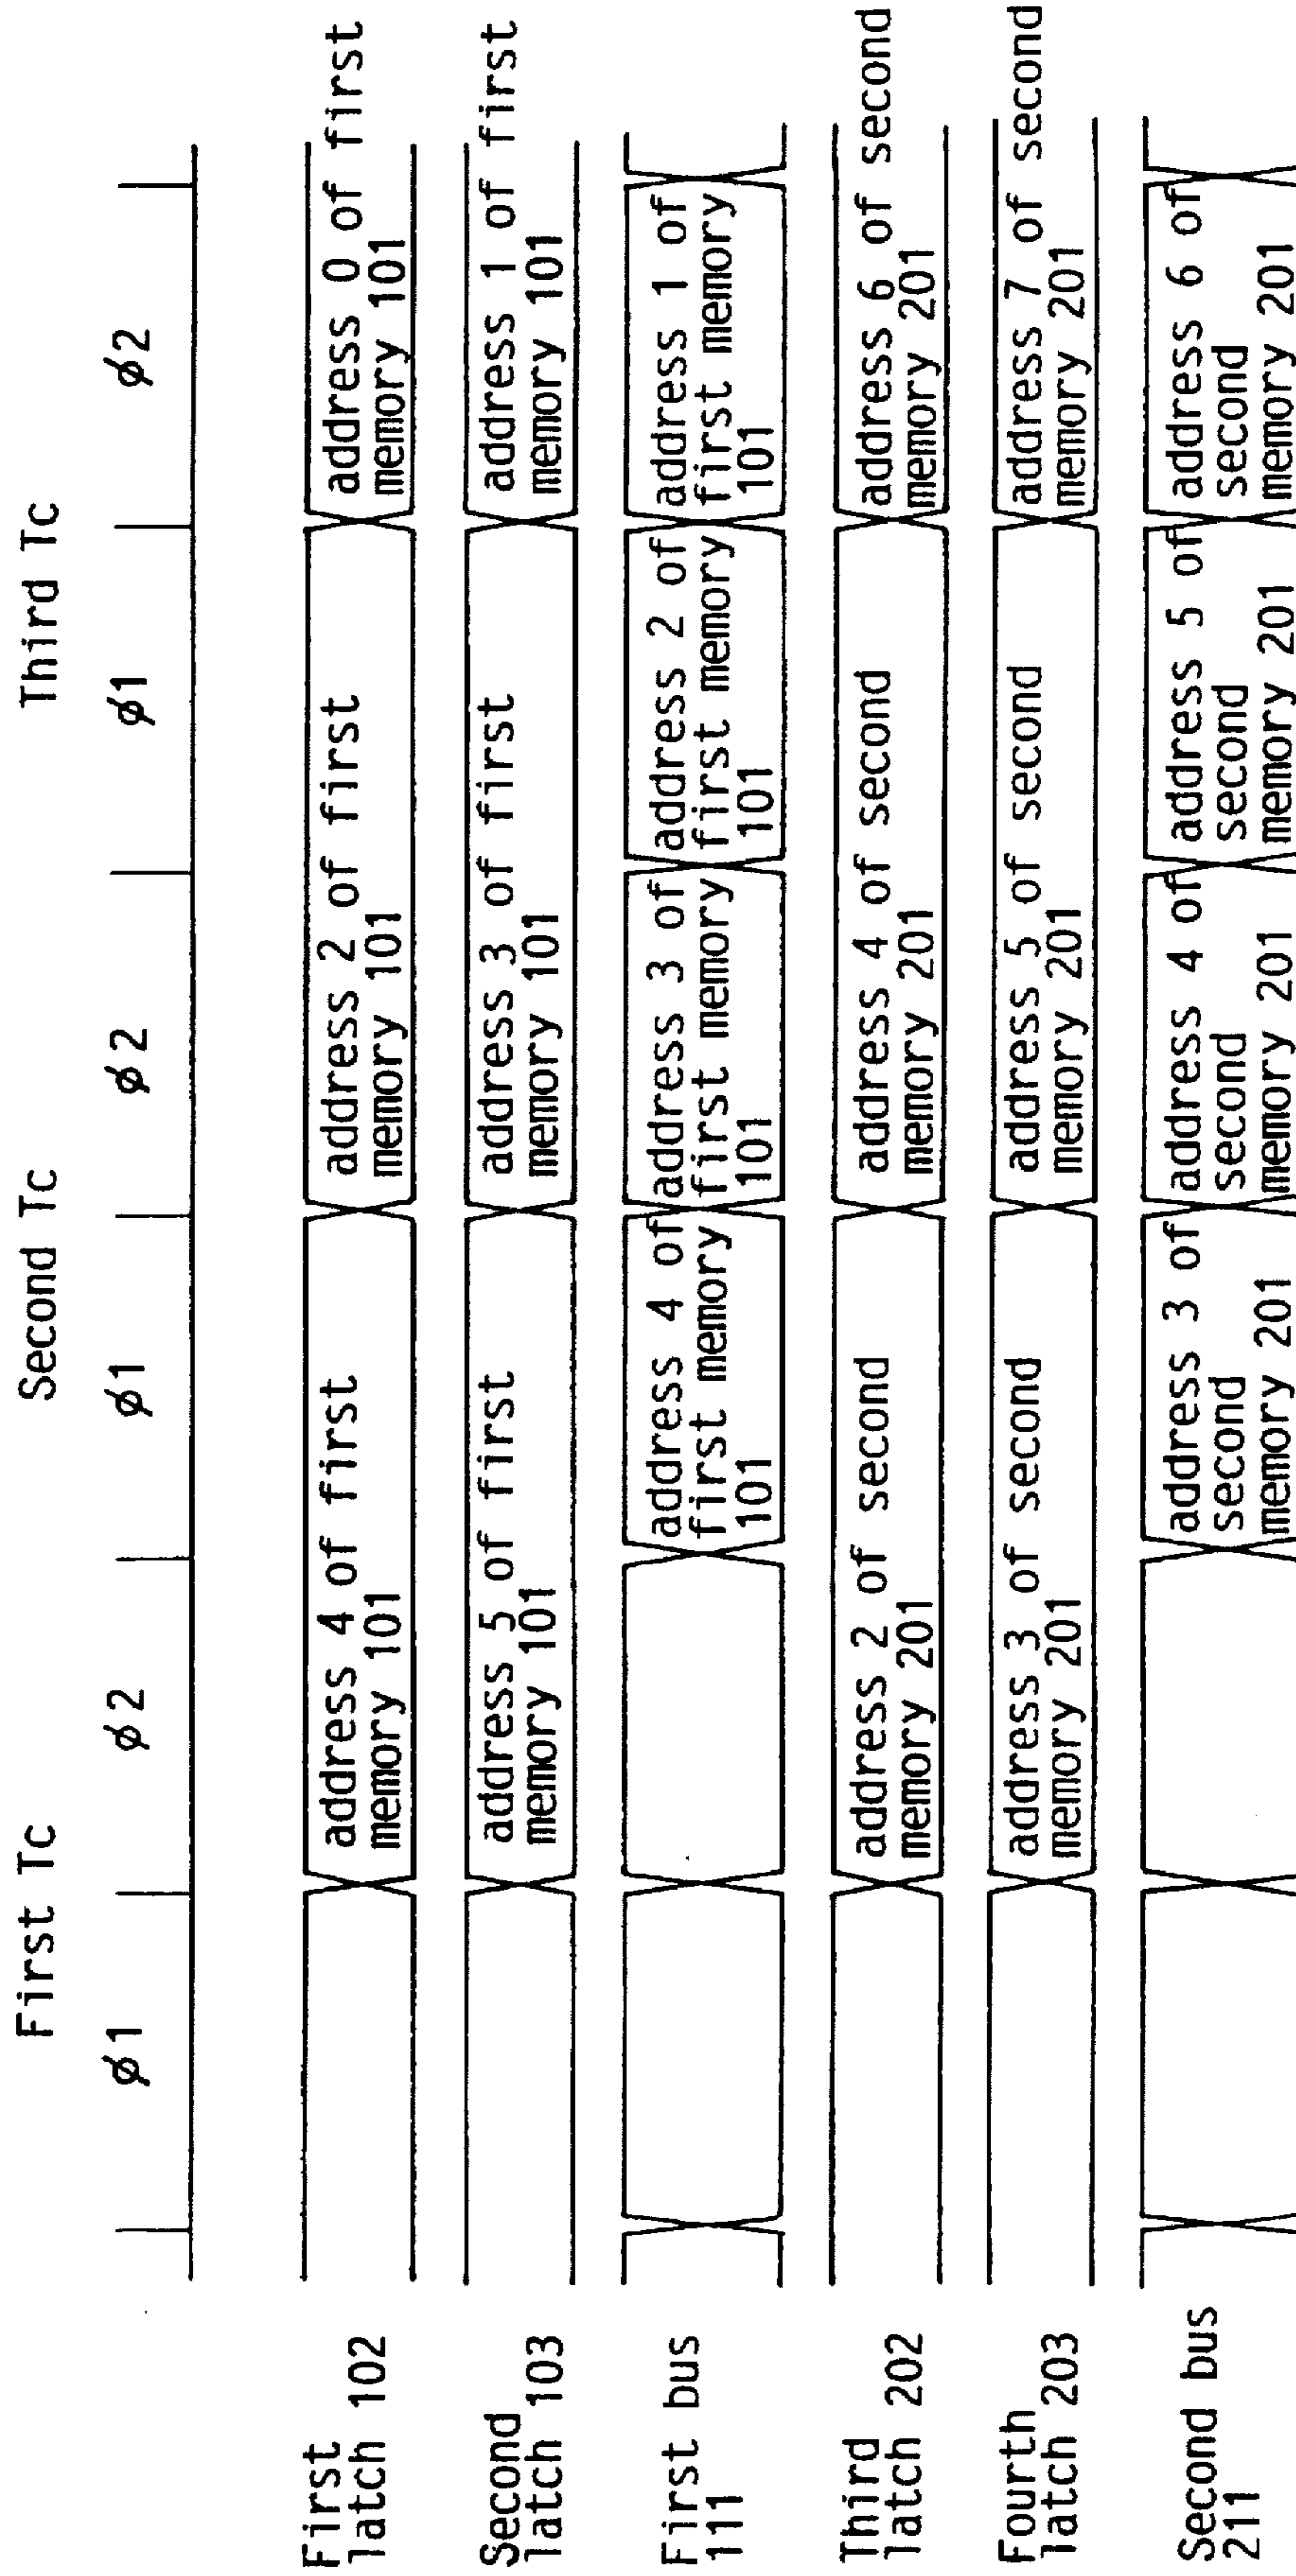 First Tc Second Tc Third Tc
ø1 ø2 ø1 ø2 ø1 ø2
First
latch 102
address 4 of first
memory 101
address 2 of first
memory 101
address 0 of first
memory 101
Second
latch 103
address 5 of first
memory 101
address 3 of first
memory 101
address 1 of first
memory 101
First bus
111
address 4 of
first memory
101
address 3 of
first memory
101
address 2 of
first memory
101
address 1 of
first memory
101
Third
latch 202
address 2 of second
memory 201
address 4 of second
memory 201
address 6 of second
memory 201
Fourth
latch 203
address 3 of second
memory 201
address 5 of second
memory 201
address 7 of second
memory 201
Second bus
211
address 3 of
second
memory 201
address 4 of
second
memory 201
address 5 of
second
memory 201
address 6 of
second
memory 201